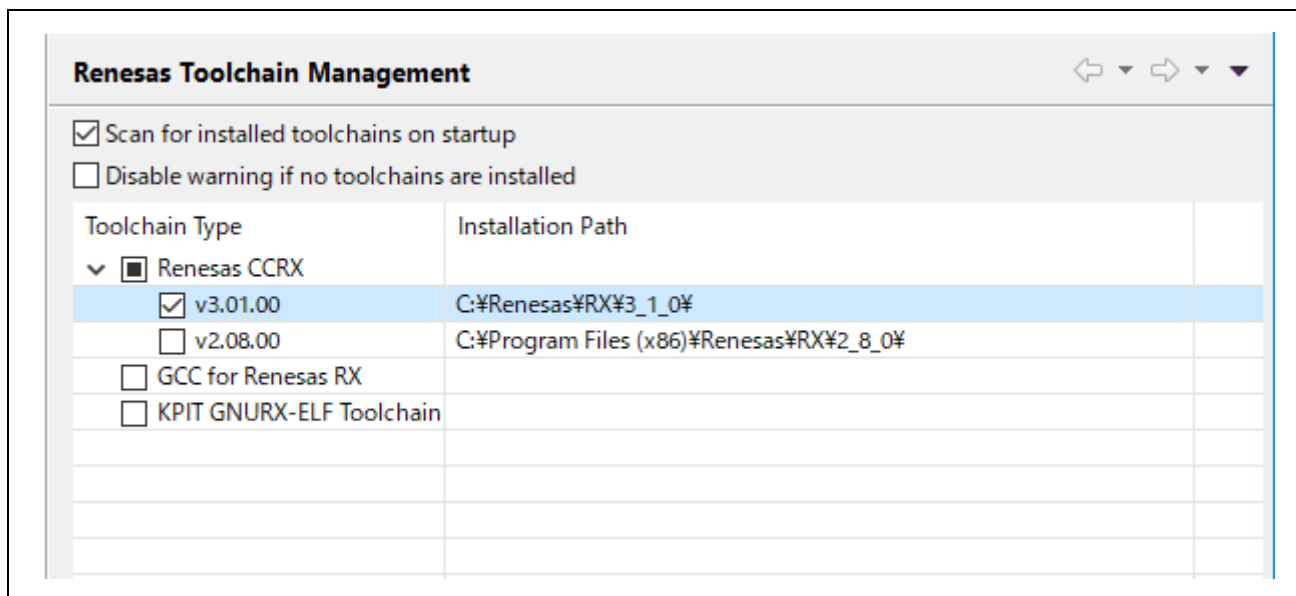 Renesas Toolchain Management
Scan for installed toolchains on startup
Disable warning if no toolchains are installed
Toolchain Type Installation Path
Renesas CCRX
v3.01.00 C:¥Renesas¥RX¥3_1_0¥
v2.08.00 C:¥Program Files (x86)¥Renesas¥RX¥2_8_0¥
GCC for Renesas RX
KPIT GNURX-ELF Toolchain